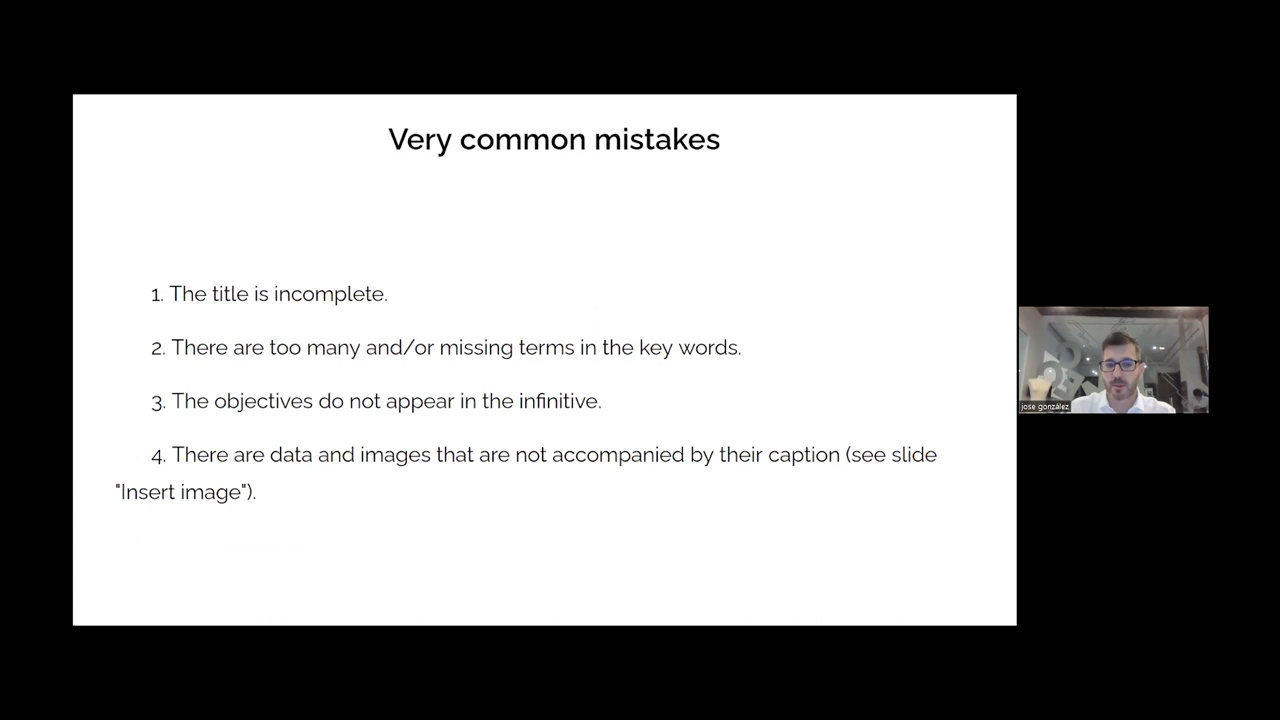 Very common mistakes
1. The title is incomplete.
2. There are too many and/or missing terms in the key words.
3. The objectives do not appear in the infinitive.
4. There are data and images that are not accompanied by their caption (see slide
"Insert image").
jose gonzález